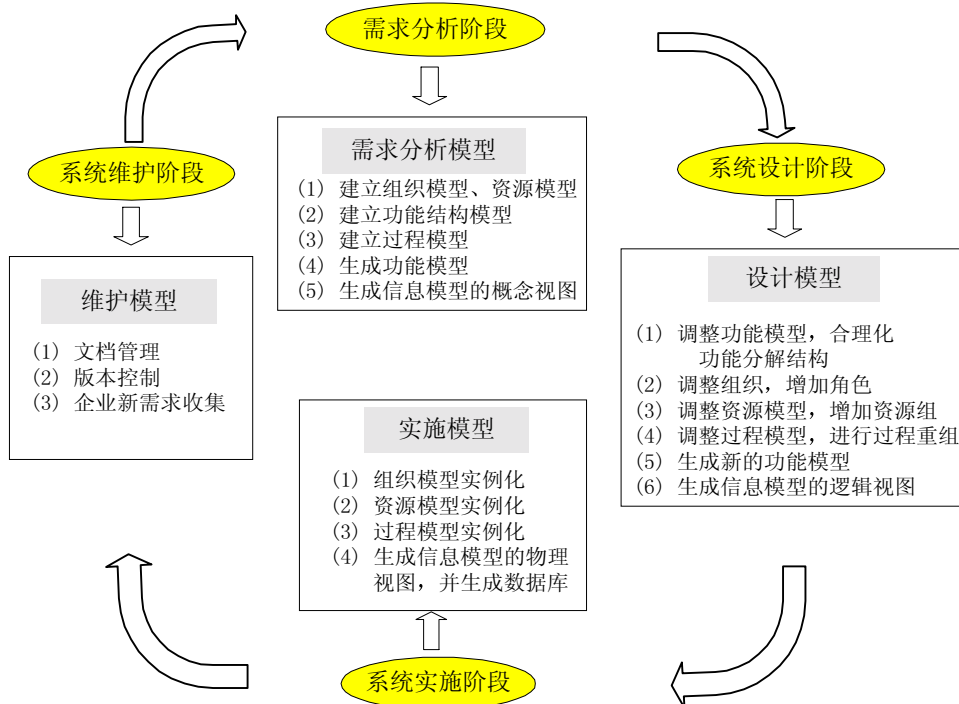 需求分析阶段
需求分析模型
(1) 建立组织模型、资源模型
(2) 建立功能结构模型
(3) 建立过程模型
(4) 生成功能模型
(5) 生成信息模型的概念视图
系统设计阶段
设计模型
(1) 调整功能模型，合理化
功能分解结构
(2) 调整组织，增加角色
(3) 调整资源模型，增加资源组
(4) 调整过程模型，进行过程重组
(5) 生成新的功能模型
(6) 生成信息模型的逻辑视图
系统实施阶段
实施模型
(1) 组织模型实例化
(2) 资源模型实例化
(3) 过程模型实例化
(4) 生成信息模型的物理
视图，并生成数据库
系统维护阶段
维护模型
(1) 文档管理
(2) 版本控制
(3) 企业新需求收集